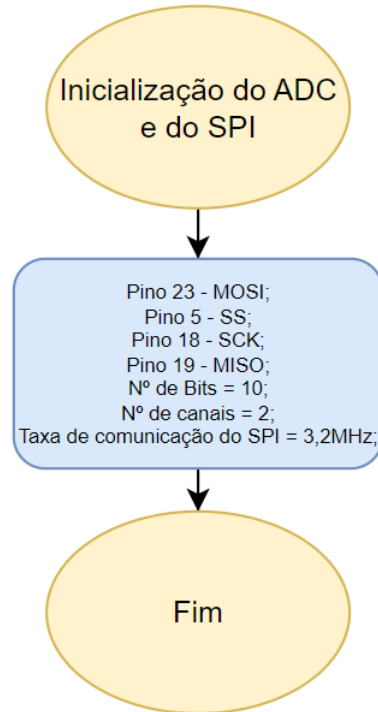 Inicialização do ADC
e do SPI
Pino 23 - MOSI;
Pino 5 - SS;
Pino 18 - SCK;
Pino 19 - MISO;
Nº de Bits = 10;
Nº de canais = 2;
Taxa de comunicação do SPI = 3,2MHz;
Fim